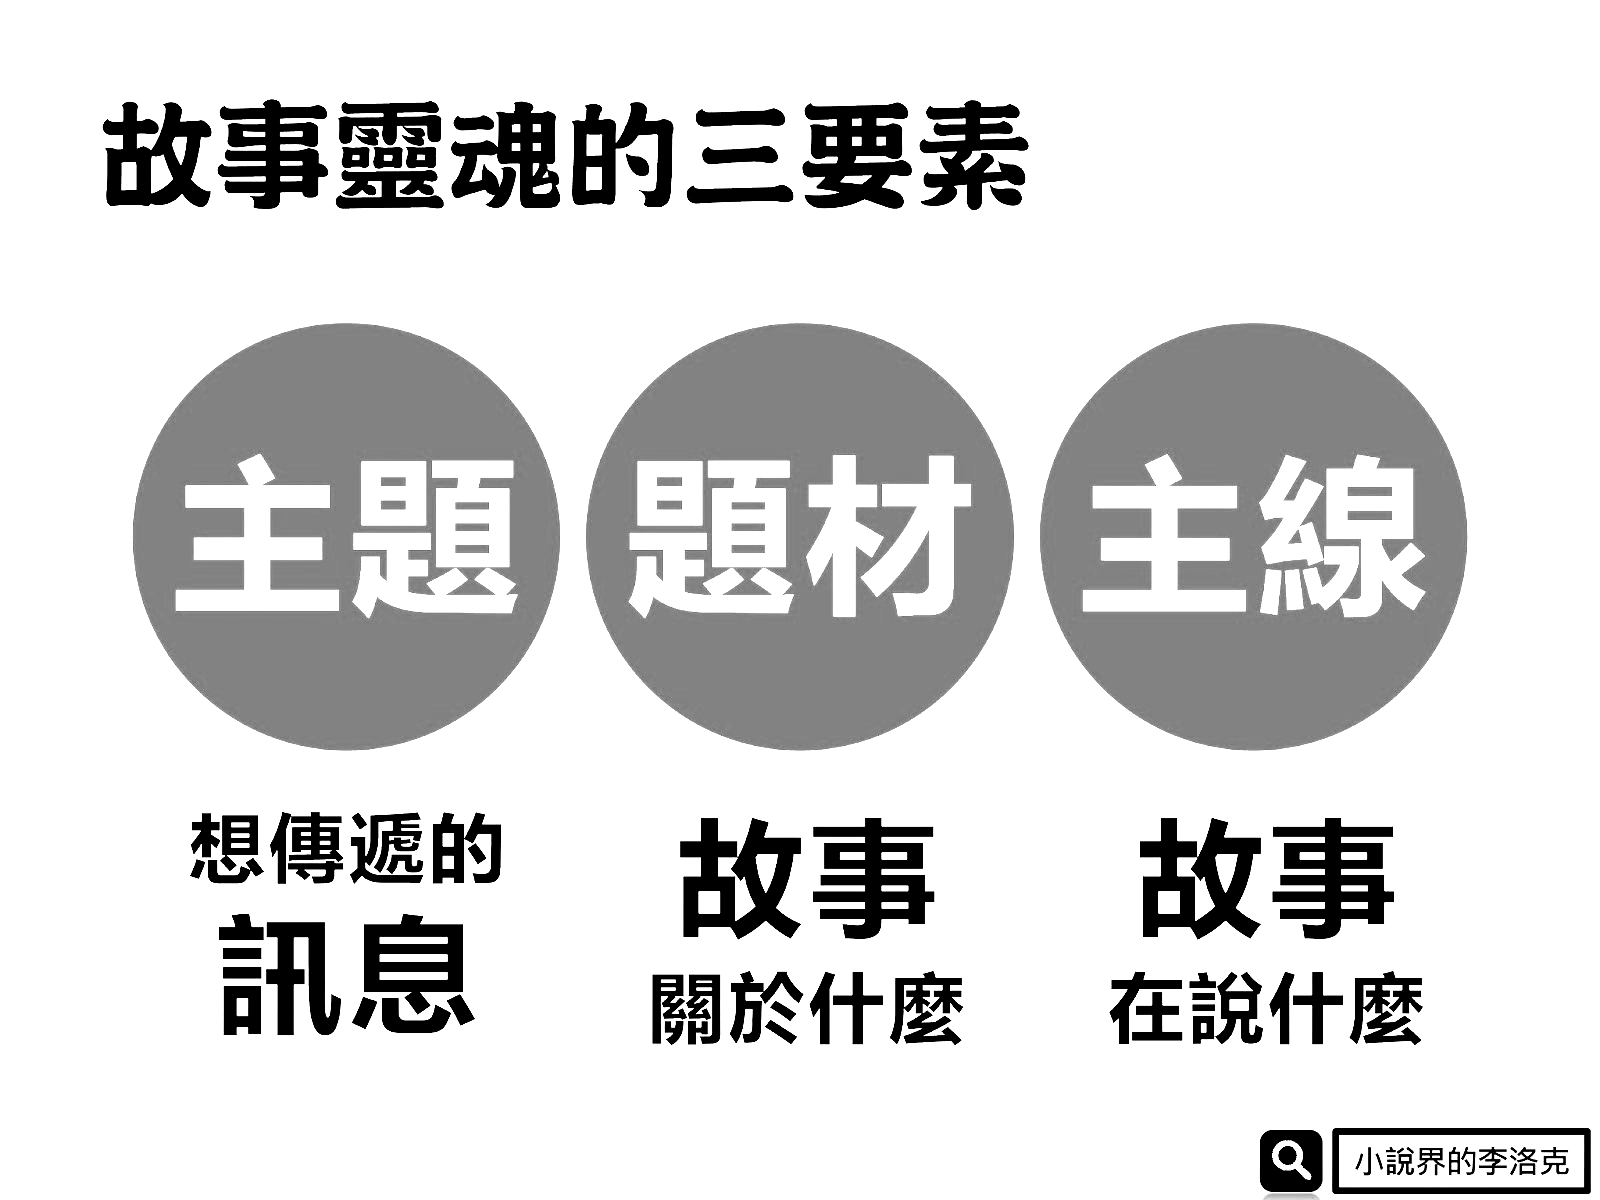 故事靈魂的三要素
主題
題材
主線
想傳遞的
訊息
故事
關於什麼
故事
在說什麼
小說界的李洛克